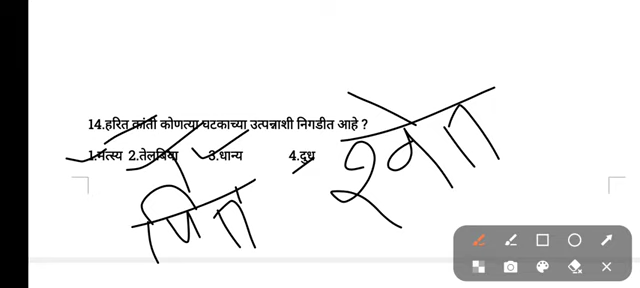 14.हरित क्रांती कोणत्या घटकाच्या उत्पन्नाशी निगडीत आहे ?
1.मत्स्य 2.तेलबिया 3.धान्य 4.दुध
श्वेत
पित